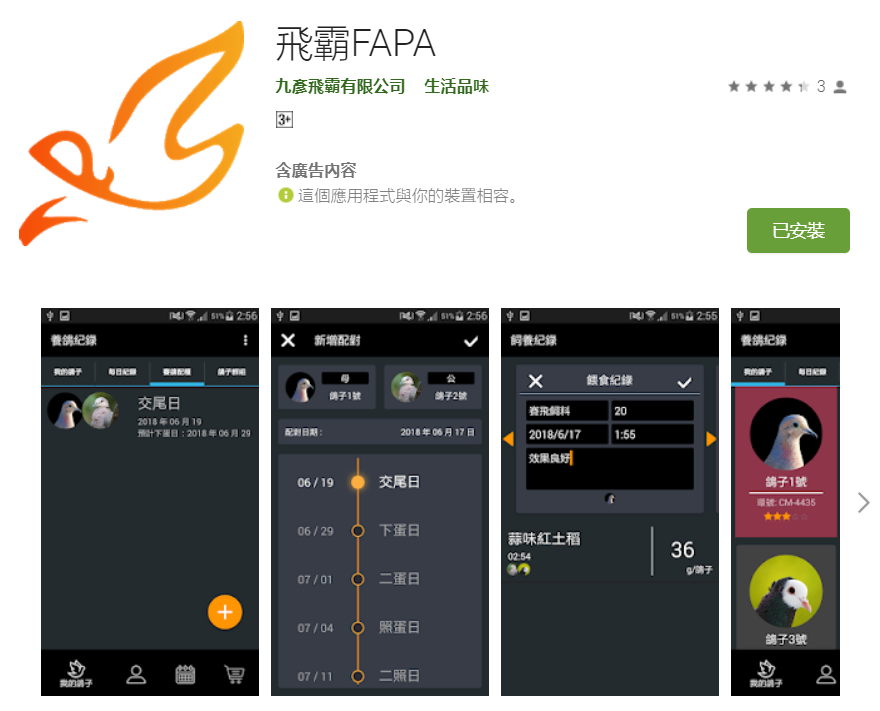 飛霸FAPA
九彥飛霸有限公司 生活品味
3
3+
含廣告內容
這個應用程式與你的裝置相容。
已安裝
51% 2:56
養鴿紀錄
我的鴿子 每日紀錄 養鴿配種 鴿子群組
交尾日
2018 年 06 月 19
預計下蛋日：2018 年 06 月 29
我的鴿子
51% 2:56
新增配對
母
鴿子1號
公
鴿子2號
配對日期： 2018 年 06 月 17 日
06 / 19 交尾日
06 / 29 下蛋日
07 / 01 二蛋日
07 / 04 照蛋日
07 / 11 二照日
51% 2:55
飼養紀錄
餵食紀錄
賽飛飼料 20
2018/6/17 1:55
效果良好
蒜味紅土稻
02:54
36
g/鴿子
養鴿紀錄
我的鴿子 每日紀錄
鴿子1號
環號: CM-4435
鴿子3號
我的鴿子